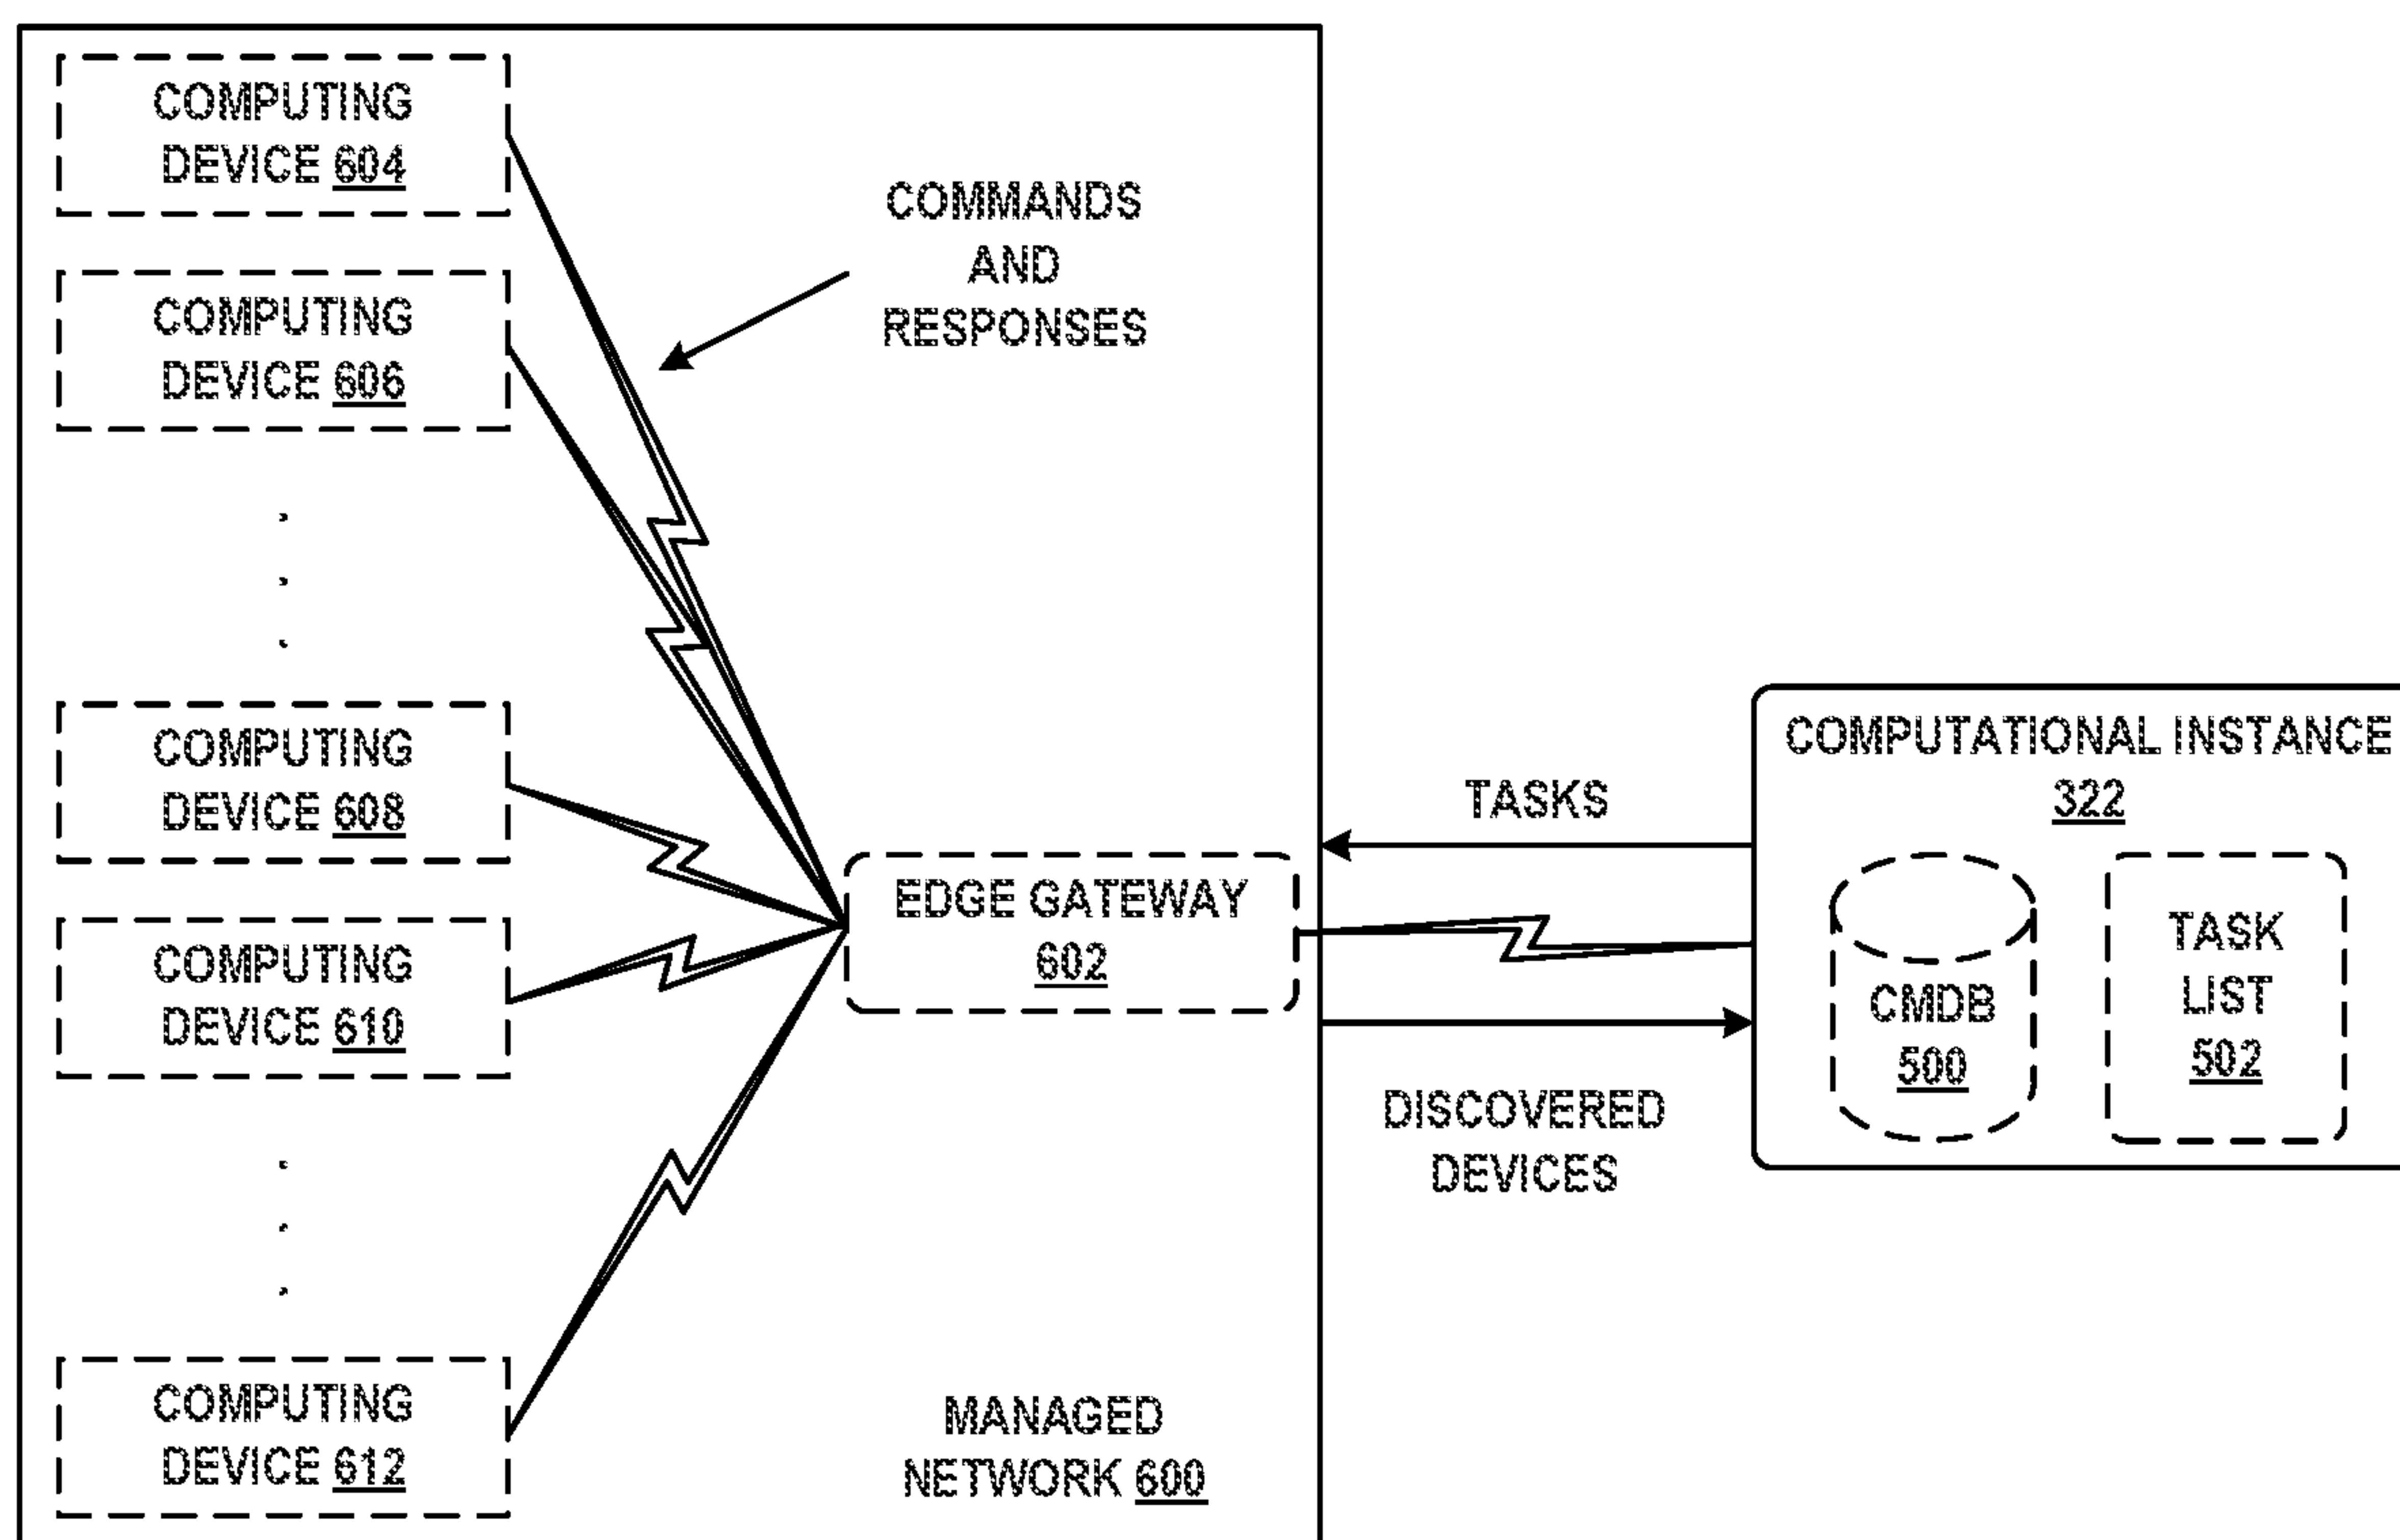 COMPUTING
DEVICE 604
COMPUTING
DEVICE 606
COMMANDS
AND
RESPONSES
COMPUTING
DEVICE 608
COMPUTING
DEVICE 610
COMPUTING
DEVICE 612
EDGE GATEWAY
602
MANAGED
NETWORK 600
TASKS
DISCOVERED
DEVICES
COMPUTATIONAL INSTANCE
322
CMDB
500
TASK
LIST
502